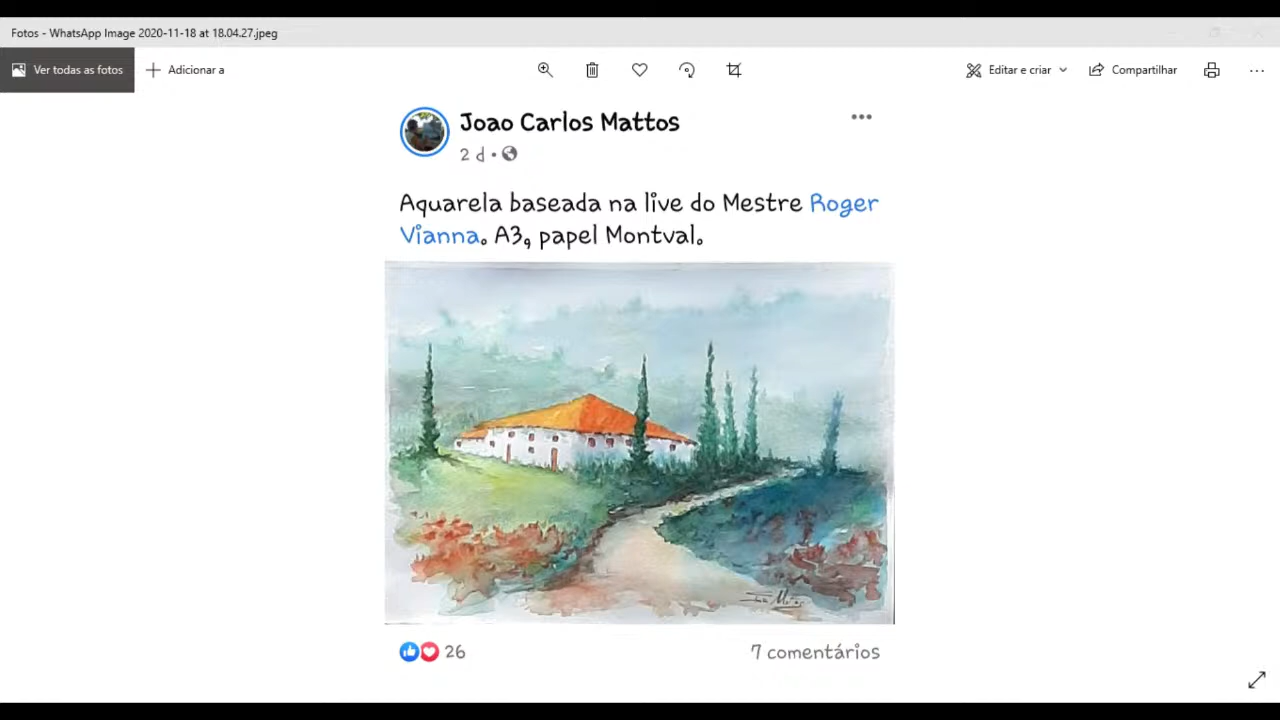 Fotos - WhatsApp Image 2020-11-18 at 18.04.27.jpeg
Ver todas as fotos
Adicionar a
Editar e criar
Compartilhar
Joao Carlos Mattos
2 d •
Aquarela baseada na live do Mestre Roger
Vianna. A3, papel Montval.
26
7 comentários